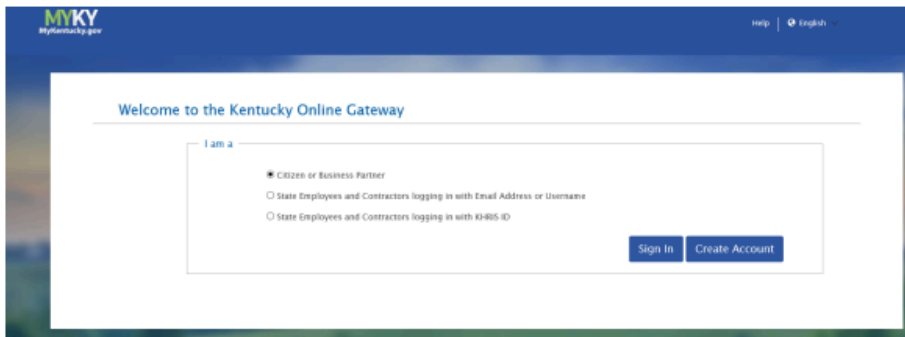 MYKY
MyKentucky.gov
Help
English
Welcome to the Kentucky Online Gateway
I am a
Citizen or Business Partner
State Employees and Contractors logging in with Email Address or Username
State Employees and Contractors logging in with KHRIS ID
Sign In
Create Account